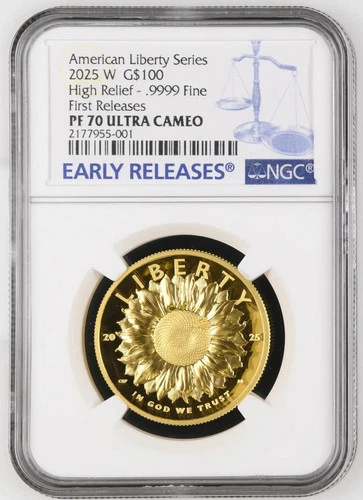 American Liberty Series
2025 W G$100
High Relief - .9999 Fine
First Releases
PF 70 ULTRA CAMEO
2177955-001
EARLY RELEASES®
NGC®
LIBERTY
20 25
IN GOD WE TRUST